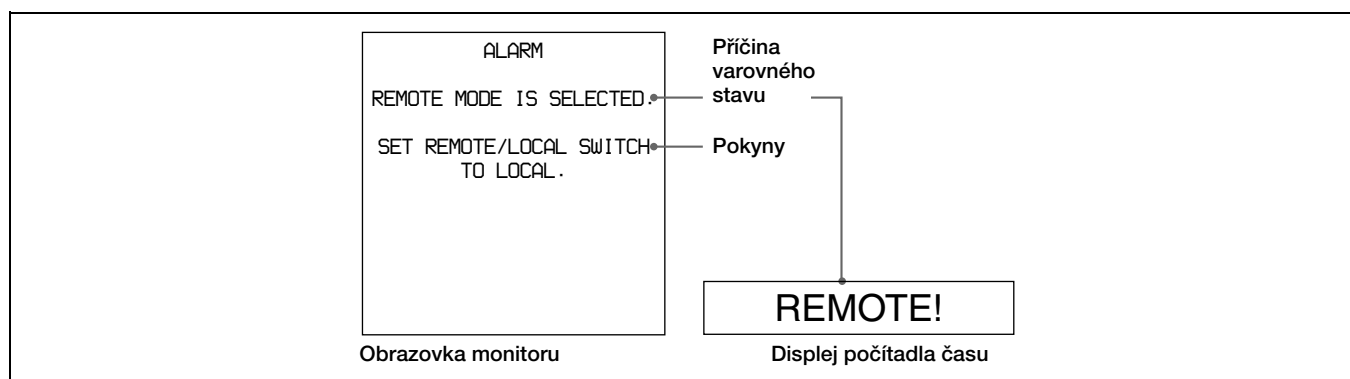 ALARM
REMOTE MODE IS SELECTED.
SET REMOTE/LOCAL SWITCH
TO LOCAL.
Příčina
varovného
stavu
Pokyny
REMOTE!
Obrazovka monitoru
Displej počítadla času